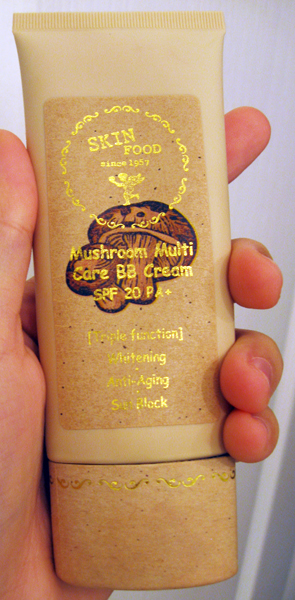 SKIN
FOOD
since 1957
Mushroom Multi
Care BB Cream
SPF 20 PA+
[Triple function]
Whitening
Anti-Aging
Sun Block